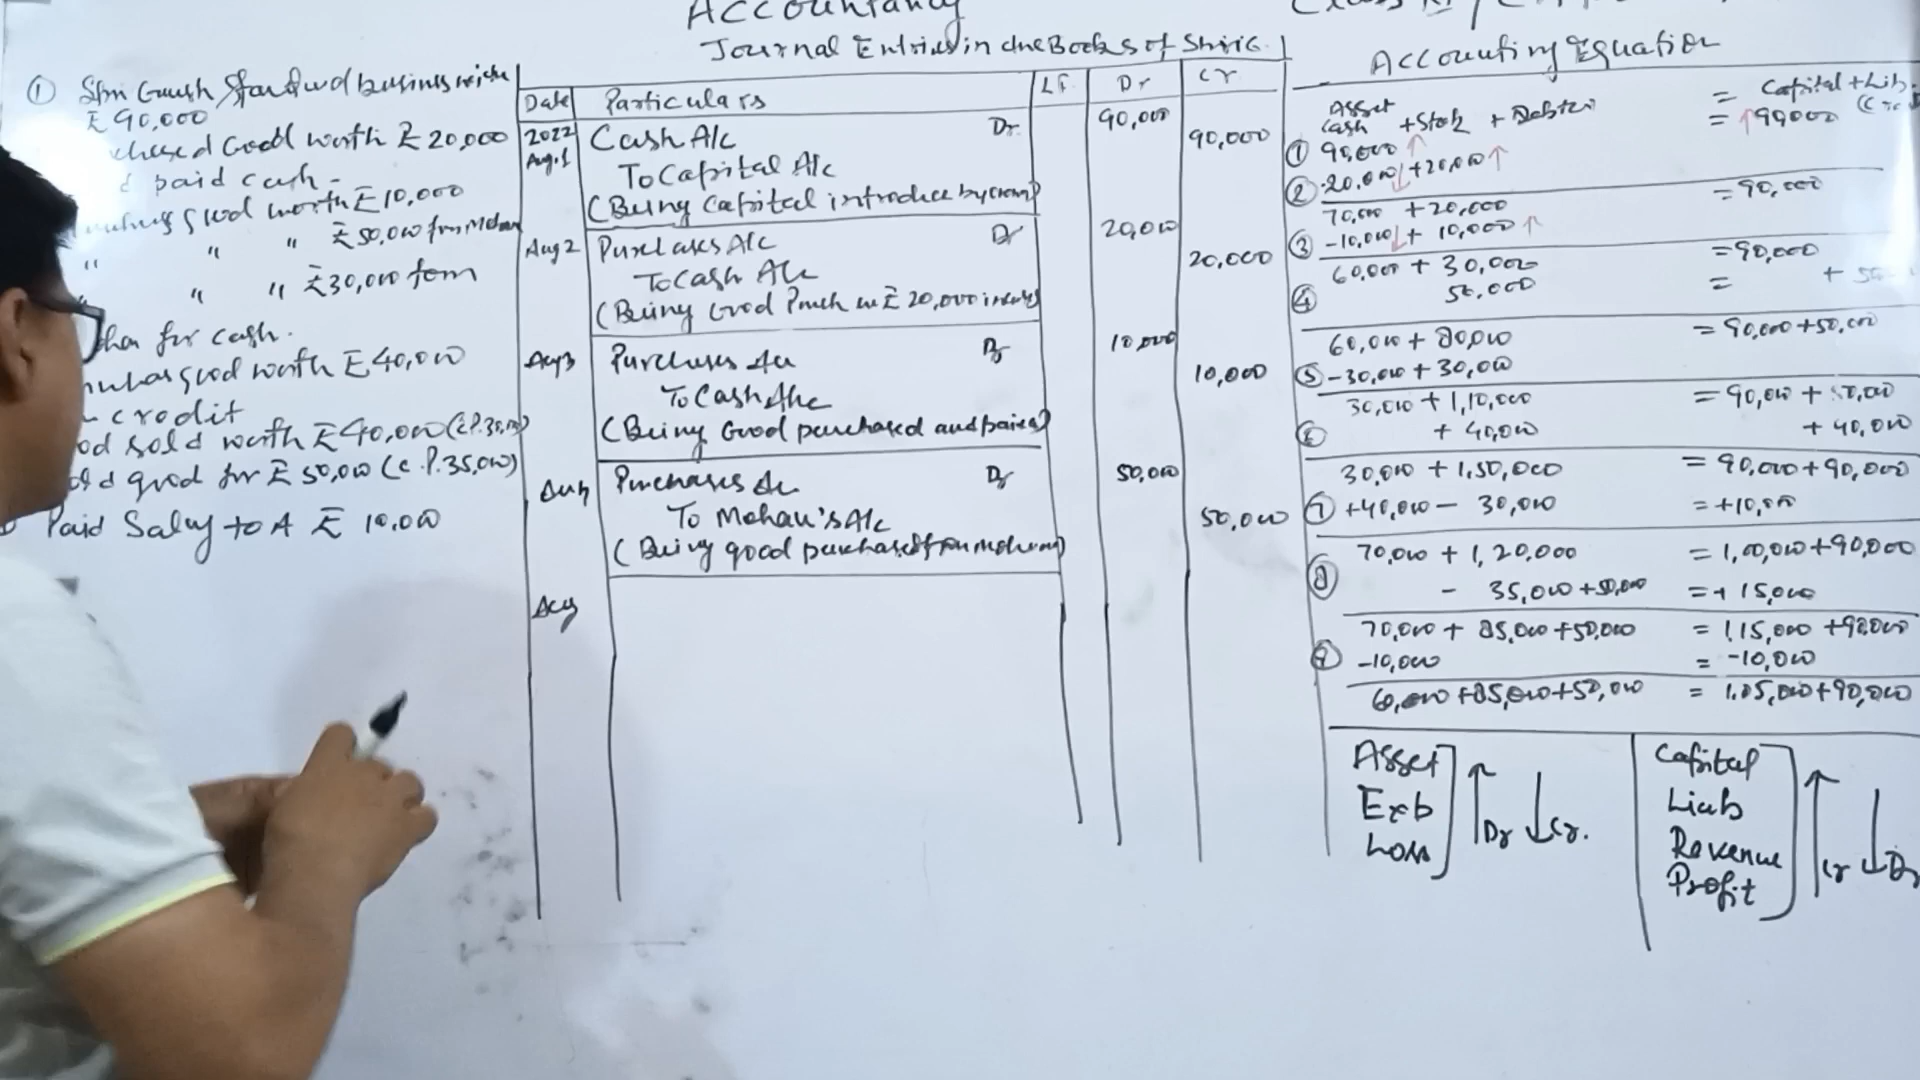 Accountancy
Journal Entries in the Books of Shri G.
Accounting Equation
① started business with
₹ 90,000
Good worth ₹ 20,000
paid cash -
good worth ₹ 10,000
" " ₹ 50,000 from Mohan
" " ₹ 30,000 from
for cash.
good worth ₹ 40,000
credit
sold worth ₹ 40,000 (C.P. 30,000)
good for ₹ 50,000 (C.P. 35,000)
Paid Salary to A ₹ 10,000
Date Particulars L.F. Dr Cr
2022 Aug.1 Cash A/c Dr. 90,000
To Capital A/c 90,000
(Being Capital introduce by
Aug 2 Purchases A/c Dr 20,000
To Cash A/c 20,000
(Being Good Purch ₹ 20,000 in
Aug 3 Purchases A/c Dr 10,000
To Cash A/c 10,000
(Being Good purchased and paid
Aug 4 Purchases A/c Dr 50,000
To Mohan's A/c 50,000
(Being good purchased from Mohan)
Aug
Asset = Capital + Liab.
Cash + Stock + Debtor = 90,000
① 90,000
② -20,000 + 20,000
70,000 + 20,000 = 90,000
③ -10,000 + 10,000
60,000 + 30,000 = 90,000
④ 50,000 = +
60,000 + 80,000 = 90,000 + 50,000
⑤ -30,000 + 30,000
30,000 + 1,10,000 = 90,000 + 50,000
⑥ + 40,000 + 40,000
30,000 + 1,50,000 = 90,000 + 90,000
⑦ +40,000 - 30,000 = +10,000
70,000 + 1,20,000 = 1,00,000 + 90,000
⑧ - 35,000 + 50,000 = + 15,000
70,000 + 85,000 + 50,000 = 1,15,000 + 90,000
⑨ -10,000 = -10,000
60,000 + 85,000 + 50,000 = 1,05,000 + 90,000
Asset
Exp
Loss
Dr Cr.
Capital
Liab
Revenue
Profit
Cr Dr